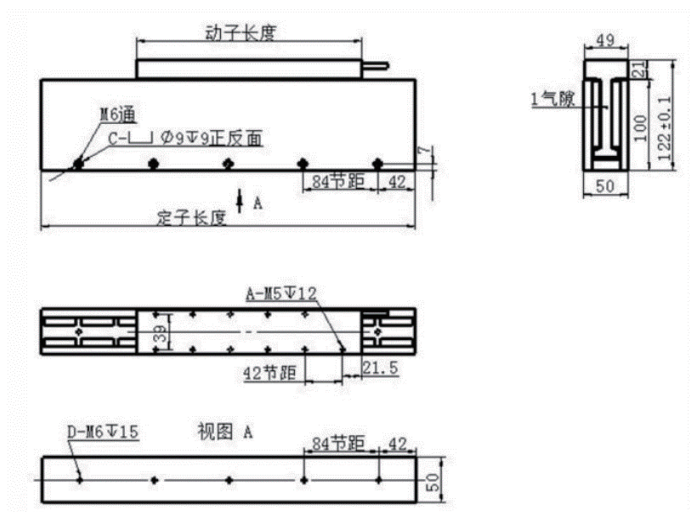 动子长度
49
21
M6通
1气隙
100
122±0.1
C-⌴ Ø9↧9正反面
7
84节距
42
A
50
定子长度
A-M5↧12
39
42节距
21.5
D-M6↧15
视图 A
84节距
42
50